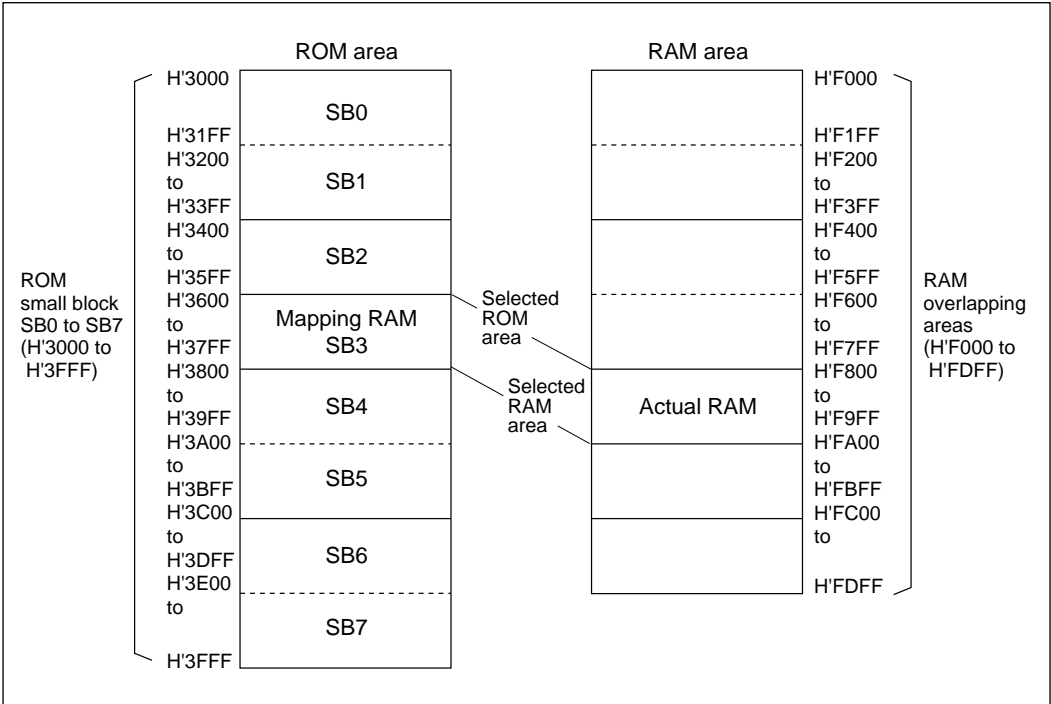 ROM area
H'3000
SB0
H'31FF
H'3200
to
SB1
H'33FF
H'3400
to
SB2
H'35FF
H'3600
Mapping RAM
to
SB3
H'37FF
H'3800
to
SB4
H'39FF
H'3A00
to
SB5
H'3BFF
H'3C00
to
SB6
H'3DFF
H'3E00
to
SB7
H'3FFF
ROM
small block
SB0 to SB7
(H'3000 to
H'3FFF)
Selected
ROM
area
Selected
RAM
area
RAM area
H'F000
H'F1FF
H'F200
to
H'F3FF
H'F400
to
H'F5FF
H'F600
to
H'F7FF
H'F800
to
Actual RAM
H'F9FF
H'FA00
to
H'FBFF
H'FC00
to
H'FDFF
RAM
overlapping
areas
(H'F000 to
H'FDFF)